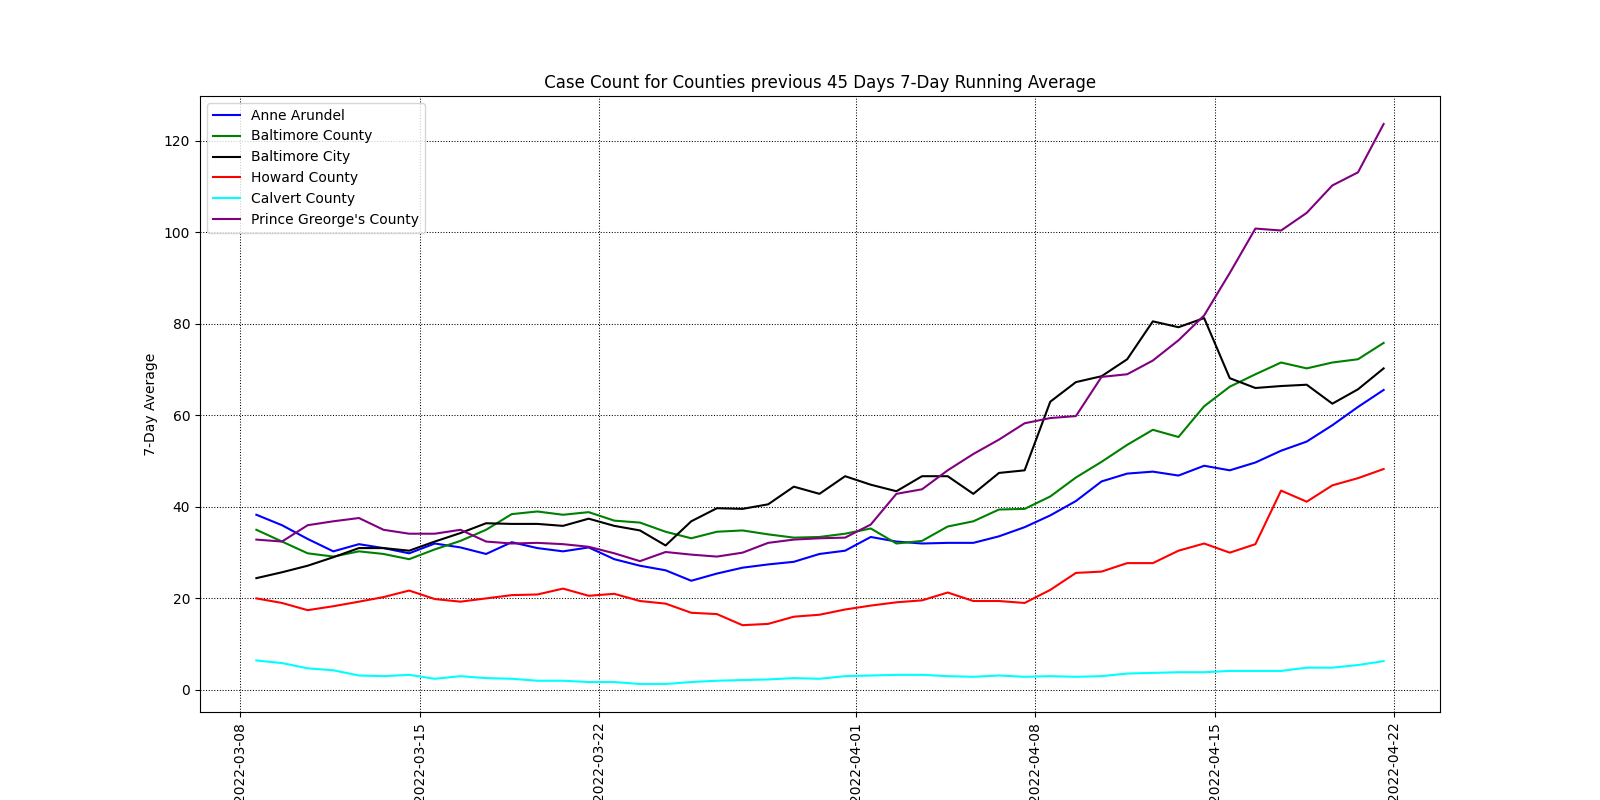 Case Count for Counties previous 45 Days 7-Day Running Average
Anne Arundel
Baltimore County
Baltimore City
Howard County
Calvert County
Prince Greorge's County
120
100
80
60
40
20
0
7-Day Average
2022-03-08
2022-03-15
2022-03-22
2022-04-01
2022-04-08
2022-04-15
2022-04-22